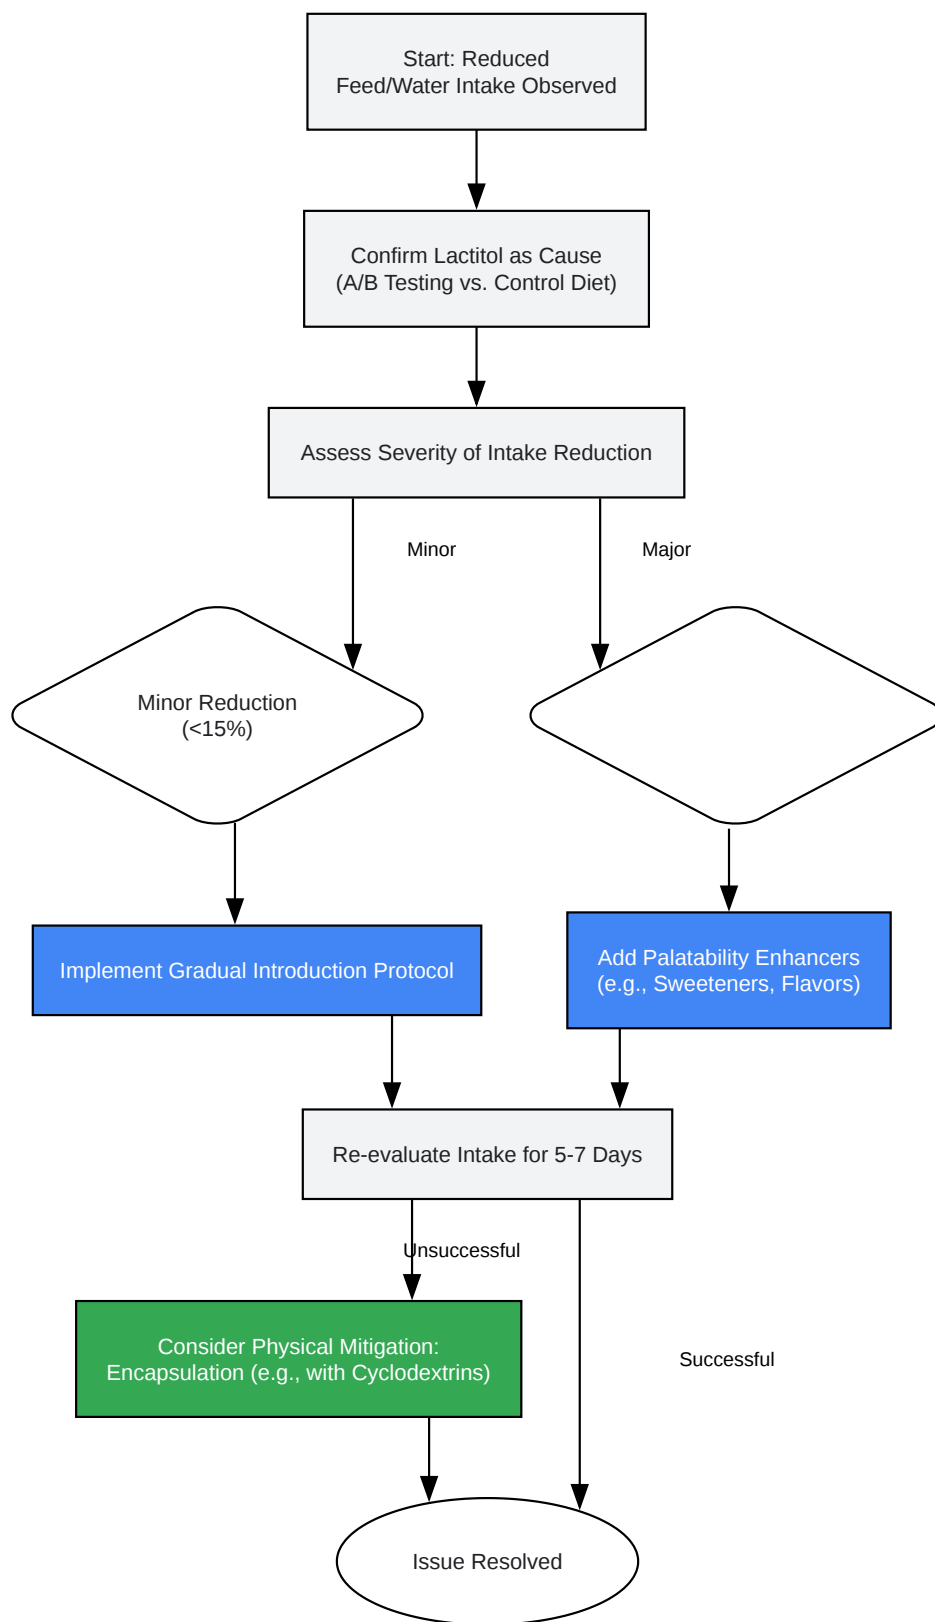 Start: Reduced
Feed/Water Intake Observed
Confirm Lactitol as Cause
(A/B Testing vs. Control Diet)
Assess Severity of Intake Reduction
Minor
Major
Minor Reduction
(<15%)
Implement Gradual Introduction Protocol
Add Palatability Enhancers
(e.g., Sweeteners, Flavors)
Re-evaluate Intake for 5-7 Days
Unsuccessful
Consider Physical Mitigation:
Encapsulation (e.g., with Cyclodextrins)
Successful
Issue Resolved